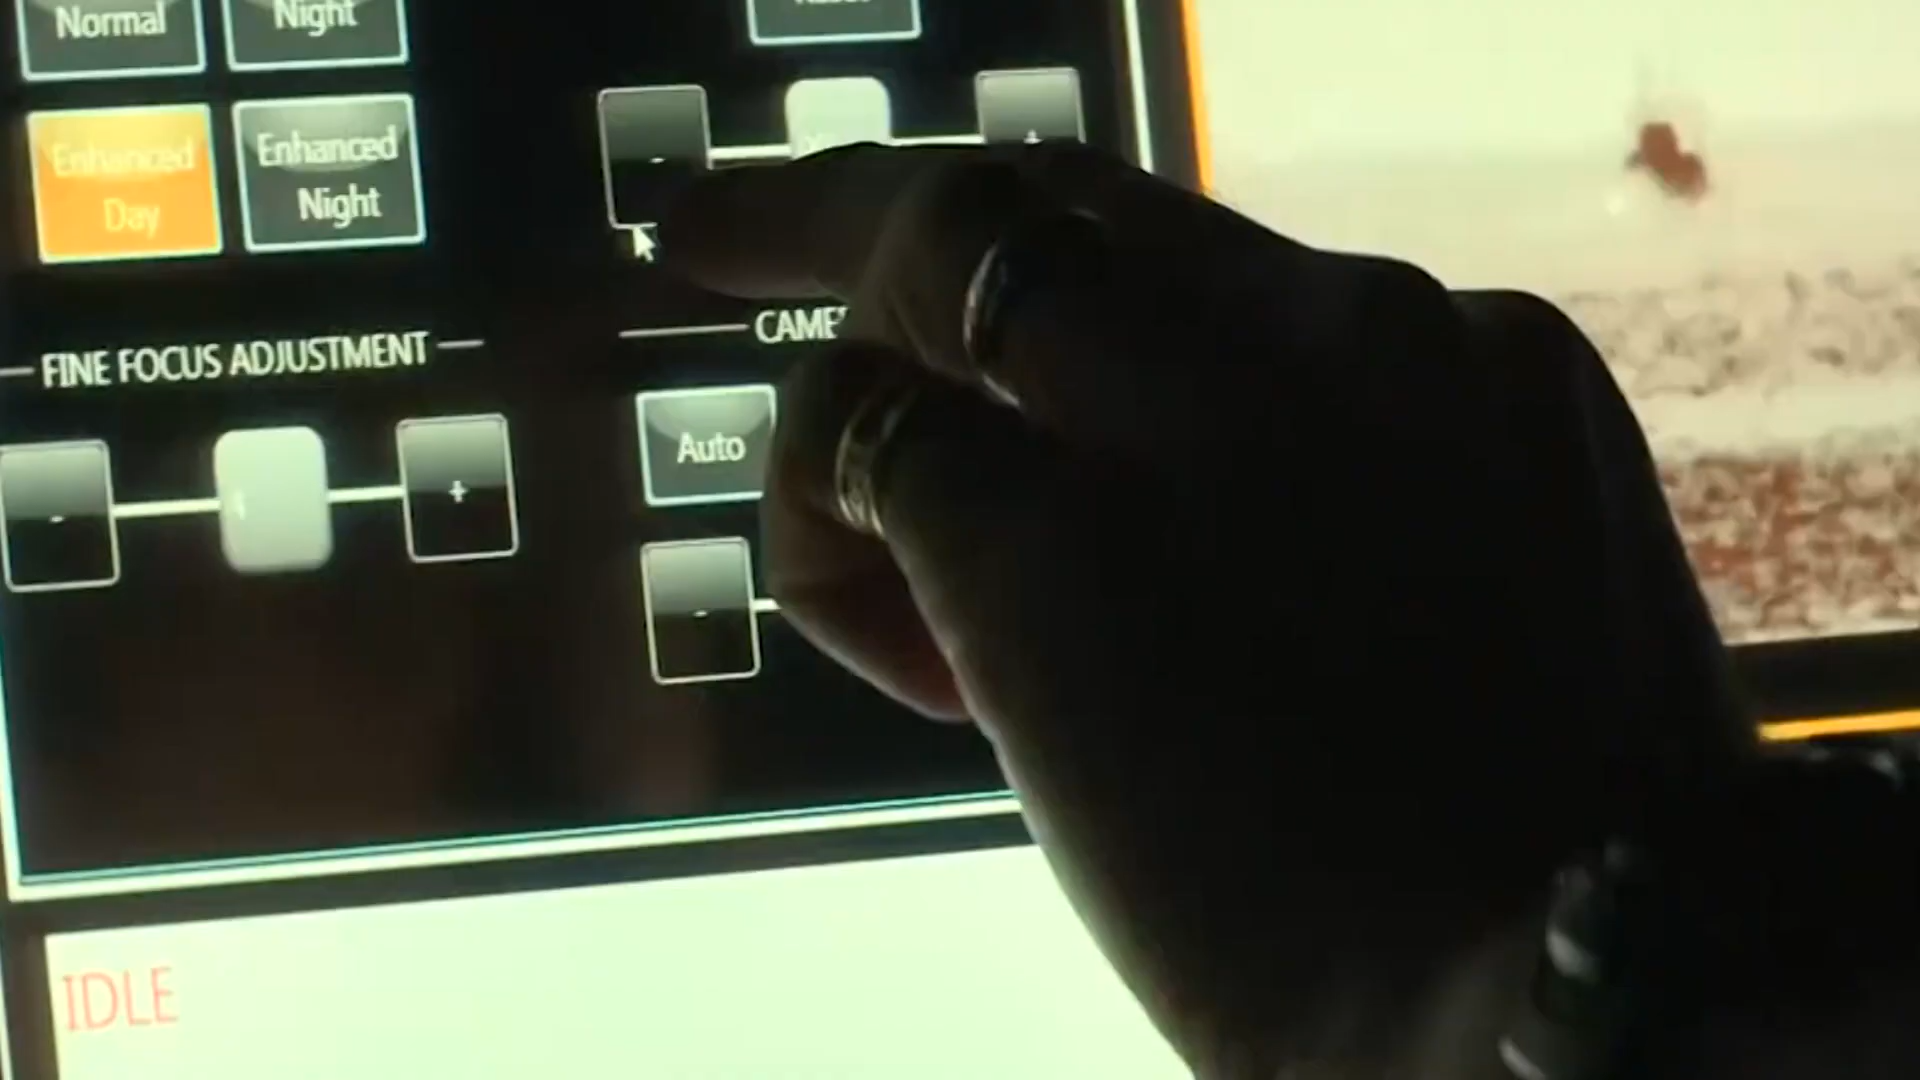 Normal
Night
Enhanced
Day
Enhanced
Night
-
+
FINE FOCUS ADJUSTMENT
-
+
Auto
-
IDLE